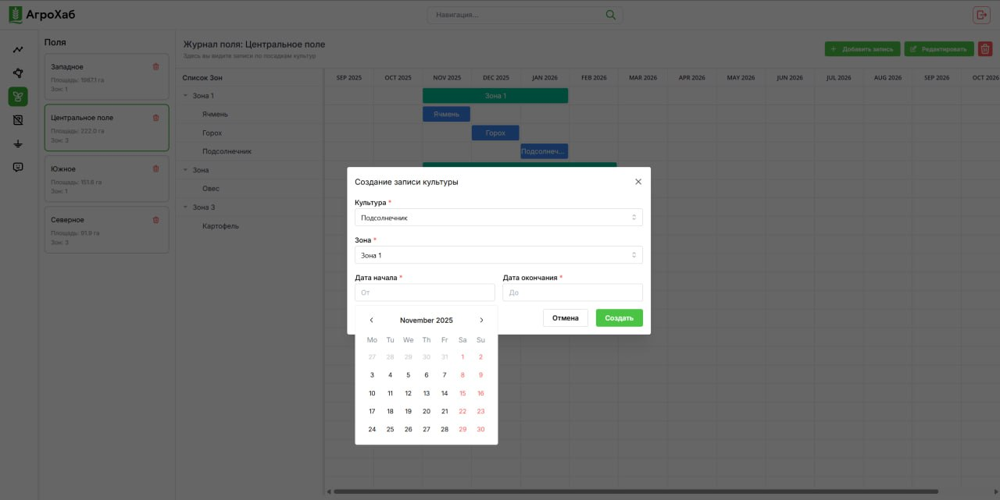 АгроХаб
Навигация...
Поля
Западное
Площадь: 1967.1 га
Зон: 1
Центральное поле
Площадь: 222.0 га
Зон: 3
Южное
Площадь: 151.6 га
Зон: 1
Северное
Площадь: 91.9 га
Зон: 3
Журнал поля: Центральное поле
Здесь вы видите записи по посадкам культур
Добавить запись
Редактировать
Список Зон
SEP 2025 OCT 2025 NOV 2025 DEC 2025 JAN 2026 FEB 2026 MAR 2026 APR 2026 MAY 2026 JUN 2026 JUL 2026 AUG 2026 SEP 2026 OCT 2026
Зона 1
Зона 1
Ячмень
Ячмень
Горох
Горох
Подсолнечник
Подсолнеч...
Зона
Овес
Зона 3
Картофель
Создание записи культуры
Культура *
Подсолнечник
Зона *
Зона 1
Дата начала *
От
Дата окончания *
До
Отмена
Создать
November 2025
Mo Tu We Th Fr Sa Su
27 28 29 30 31 1 2
3 4 5 6 7 8 9
10 11 12 13 14 15 16
17 18 19 20 21 22 23
24 25 26 27 28 29 30